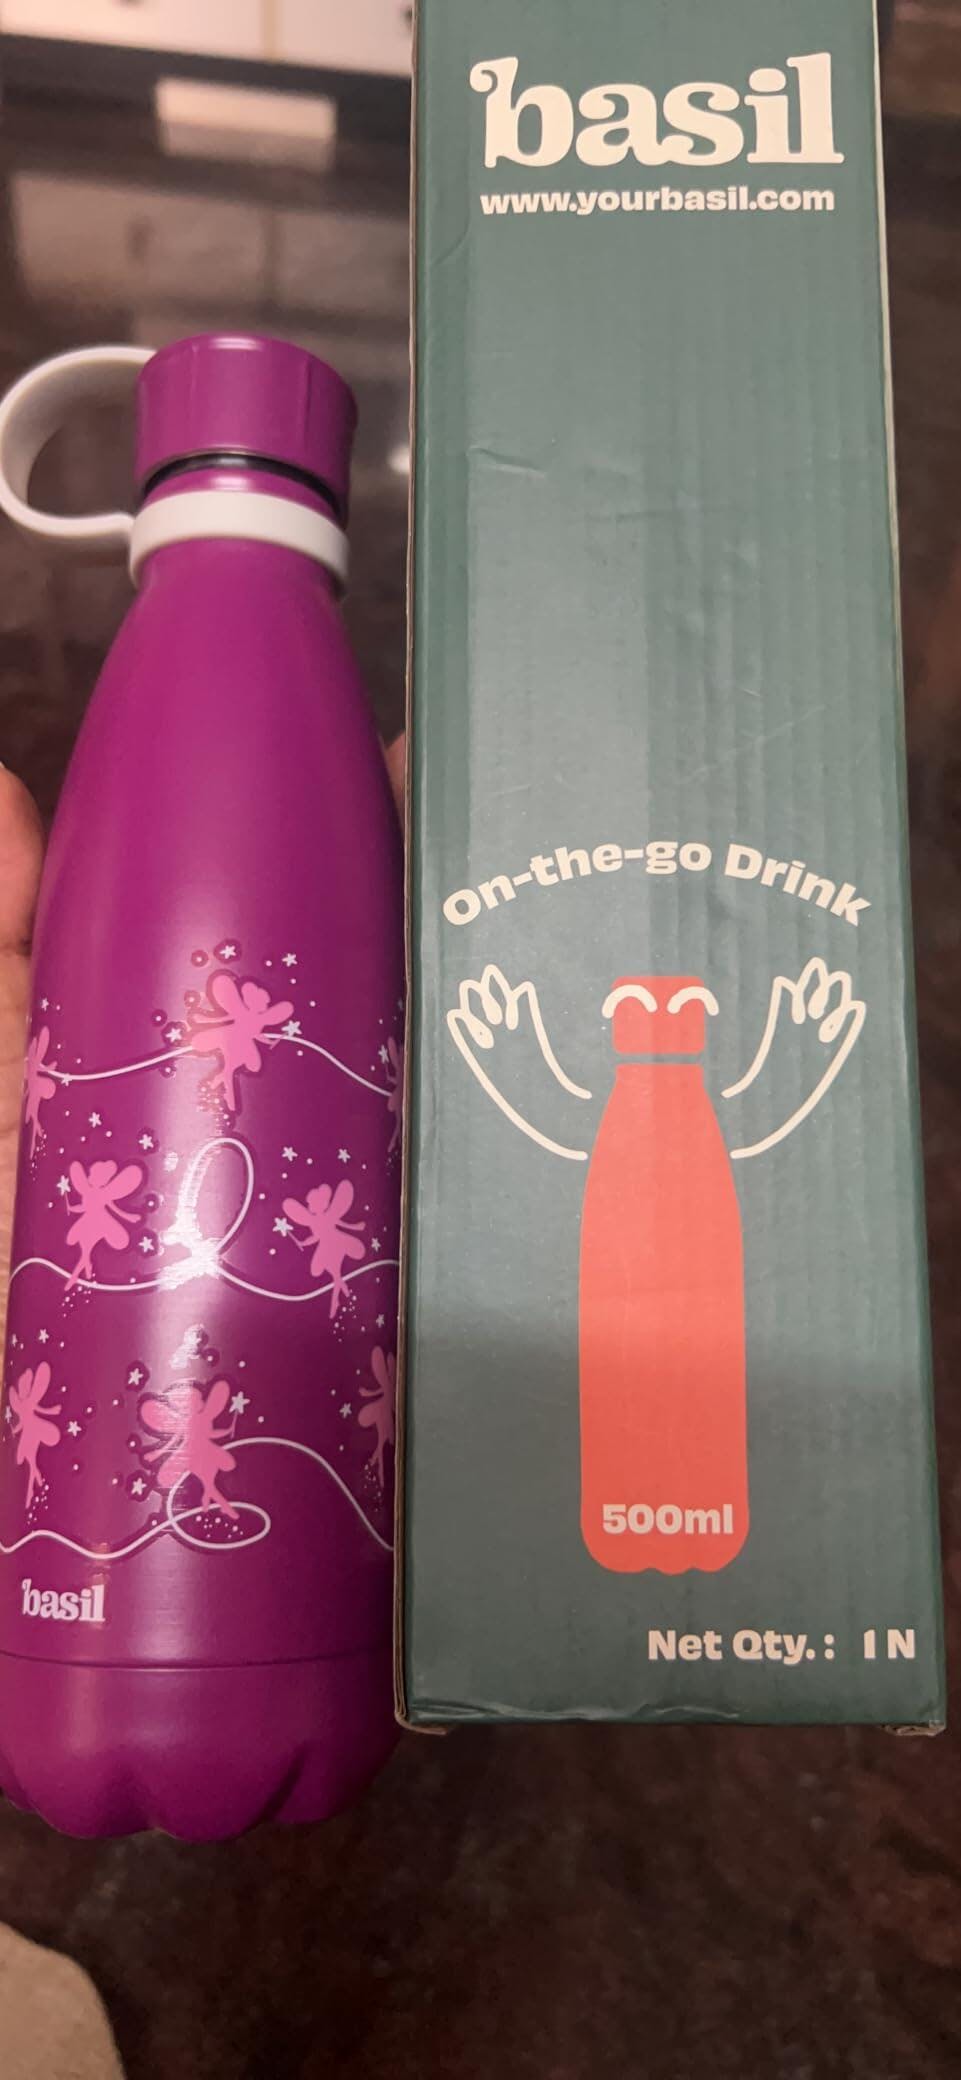 basil
www.yourbasil.com
On-the-go Drink
500ml
Net Qty. : 1 N
basil